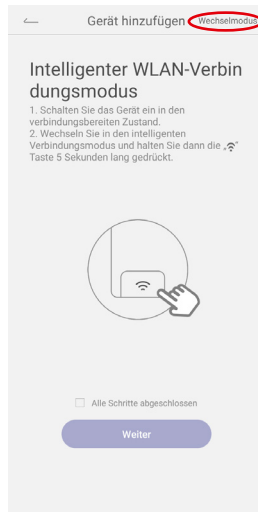 Gerät hinzufügen Wechselmodus
Intelligenter WLAN-Verbin
dungsmodus
1. Schalten Sie das Gerät ein in den
verbindungsbereiten Zustand.
2. Wechseln Sie in den intelligenten
Verbindungsmodus und halten Sie dann die „“
Taste 5 Sekunden lang gedrückt.
Alle Schritte abgeschlossen
Weiter